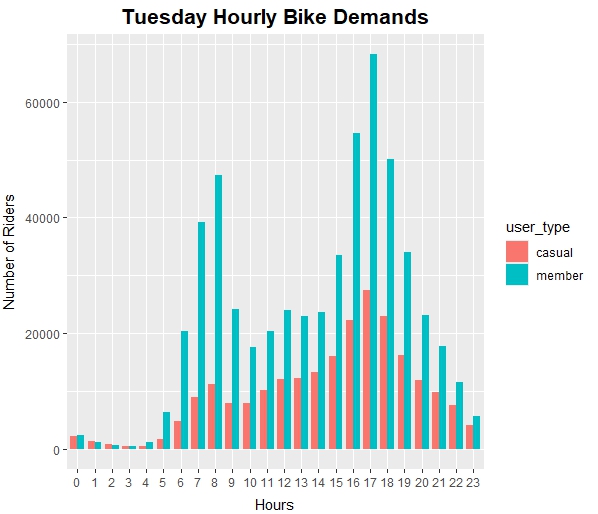 Tuesday Hourly Bike Demands
Number of Riders
60000
40000
20000
0
0 1 2 3 4 5 6 7 8 9 10 11 12 13 14 15 16 17 18 19 20 21 22 23
Hours
user_type
casual
member